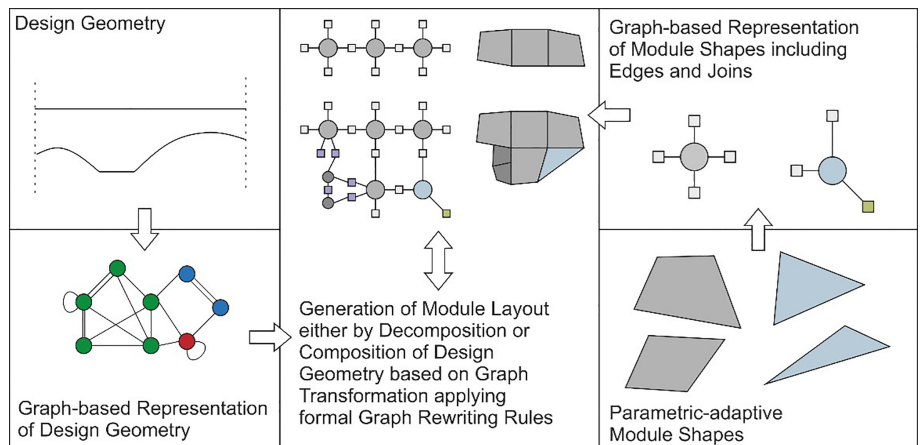 Design Geometry
Graph-based Representation
of Design Geometry
Generation of Module Layout
either by Decomposition or
Composition of Design
Geometry based on Graph
Transformation applying
formal Graph Rewriting Rules
Graph-based Representation
of Module Shapes including
Edges and Joins
Parametric-adaptive
Module Shapes